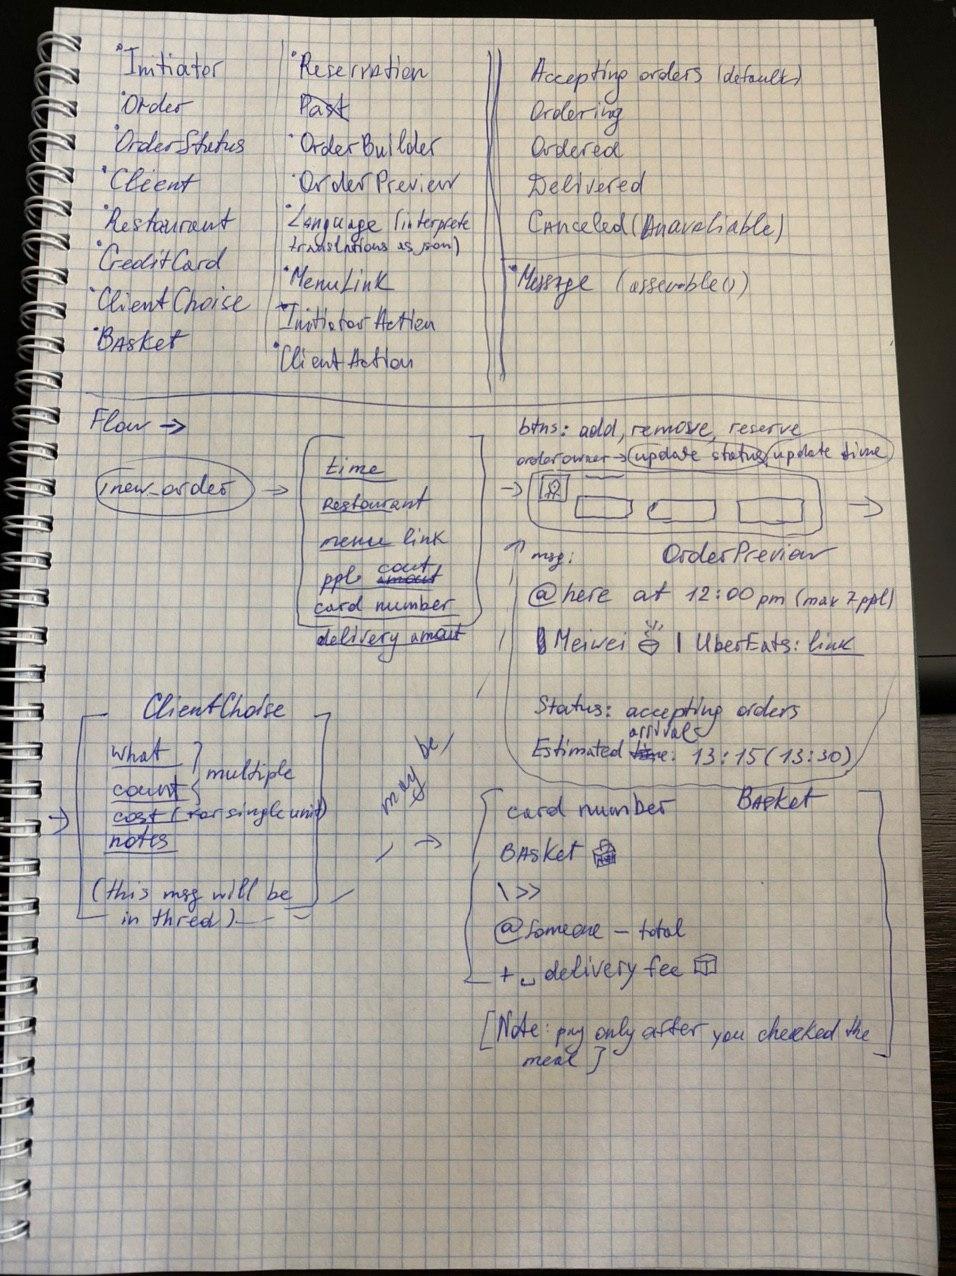 Initiator
Order
OrderStatus
Client
Restaurant
CreditCard
ClientChoise
Basket
Reservation
Past
OrderBuilder
OrderPreview
Language (interprete
translations as json)
MenuLink
InitiatorAction
ClientAction
Accepting orders (default)
Ordering
Ordered
Delivered
Canceled (Unavaliable)
Message (assemble())
Flow →
/new_order →
time
restaurant
menu link
ppl count
card number
delivery amout
btns: add, remove, reserve
order owner → update status, update time
msg: OrderPreview
@here at 12:00 pm (max 7 ppl)
Meiwei | UberEats: link
Status: accepting orders
Estimated arrival: 13:15 (13:30)
ClientChoise
what
count
multiple
cost (for single unit)
notes
(this msg will be
in thred)
may be
card number Basket
Basket
\>>
@someone – total
+ ␣ delivery fee
[Note: pay only after you checked the
meal]